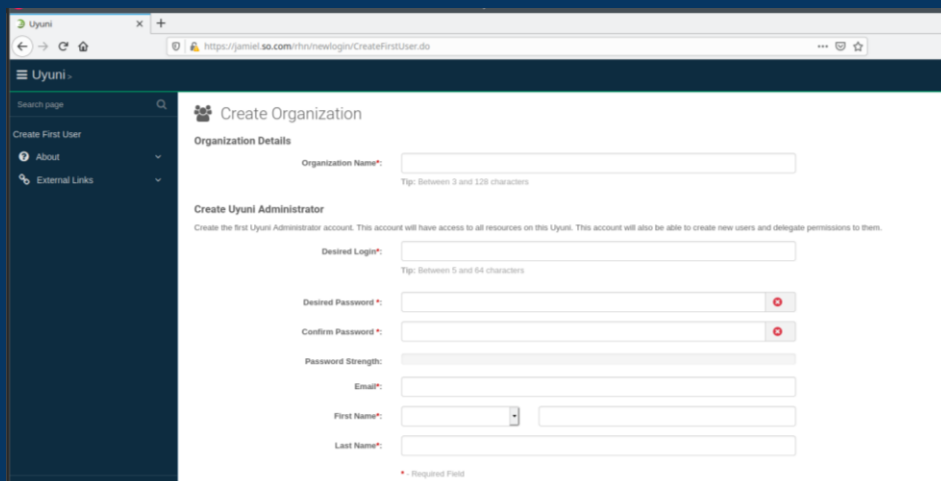 Uyuni
https://jamiel.so.com/rhn/newlogin/CreateFirstUser.do
Uyuni >
Search page
Create First User
About
External Links
Create Organization
Organization Details
Organization Name*:
Tip: Between 3 and 128 characters
Create Uyuni Administrator
Create the first Uyuni Administrator account. This account will have access to all resources on this Uyuni. This account will also be able to create new users and delegate permissions to them.
Desired Login*:
Tip: Between 5 and 64 characters
Desired Password *:
Confirm Password *:
Password Strength:
Email*:
First Name*:
Last Name*:
* - Required Field